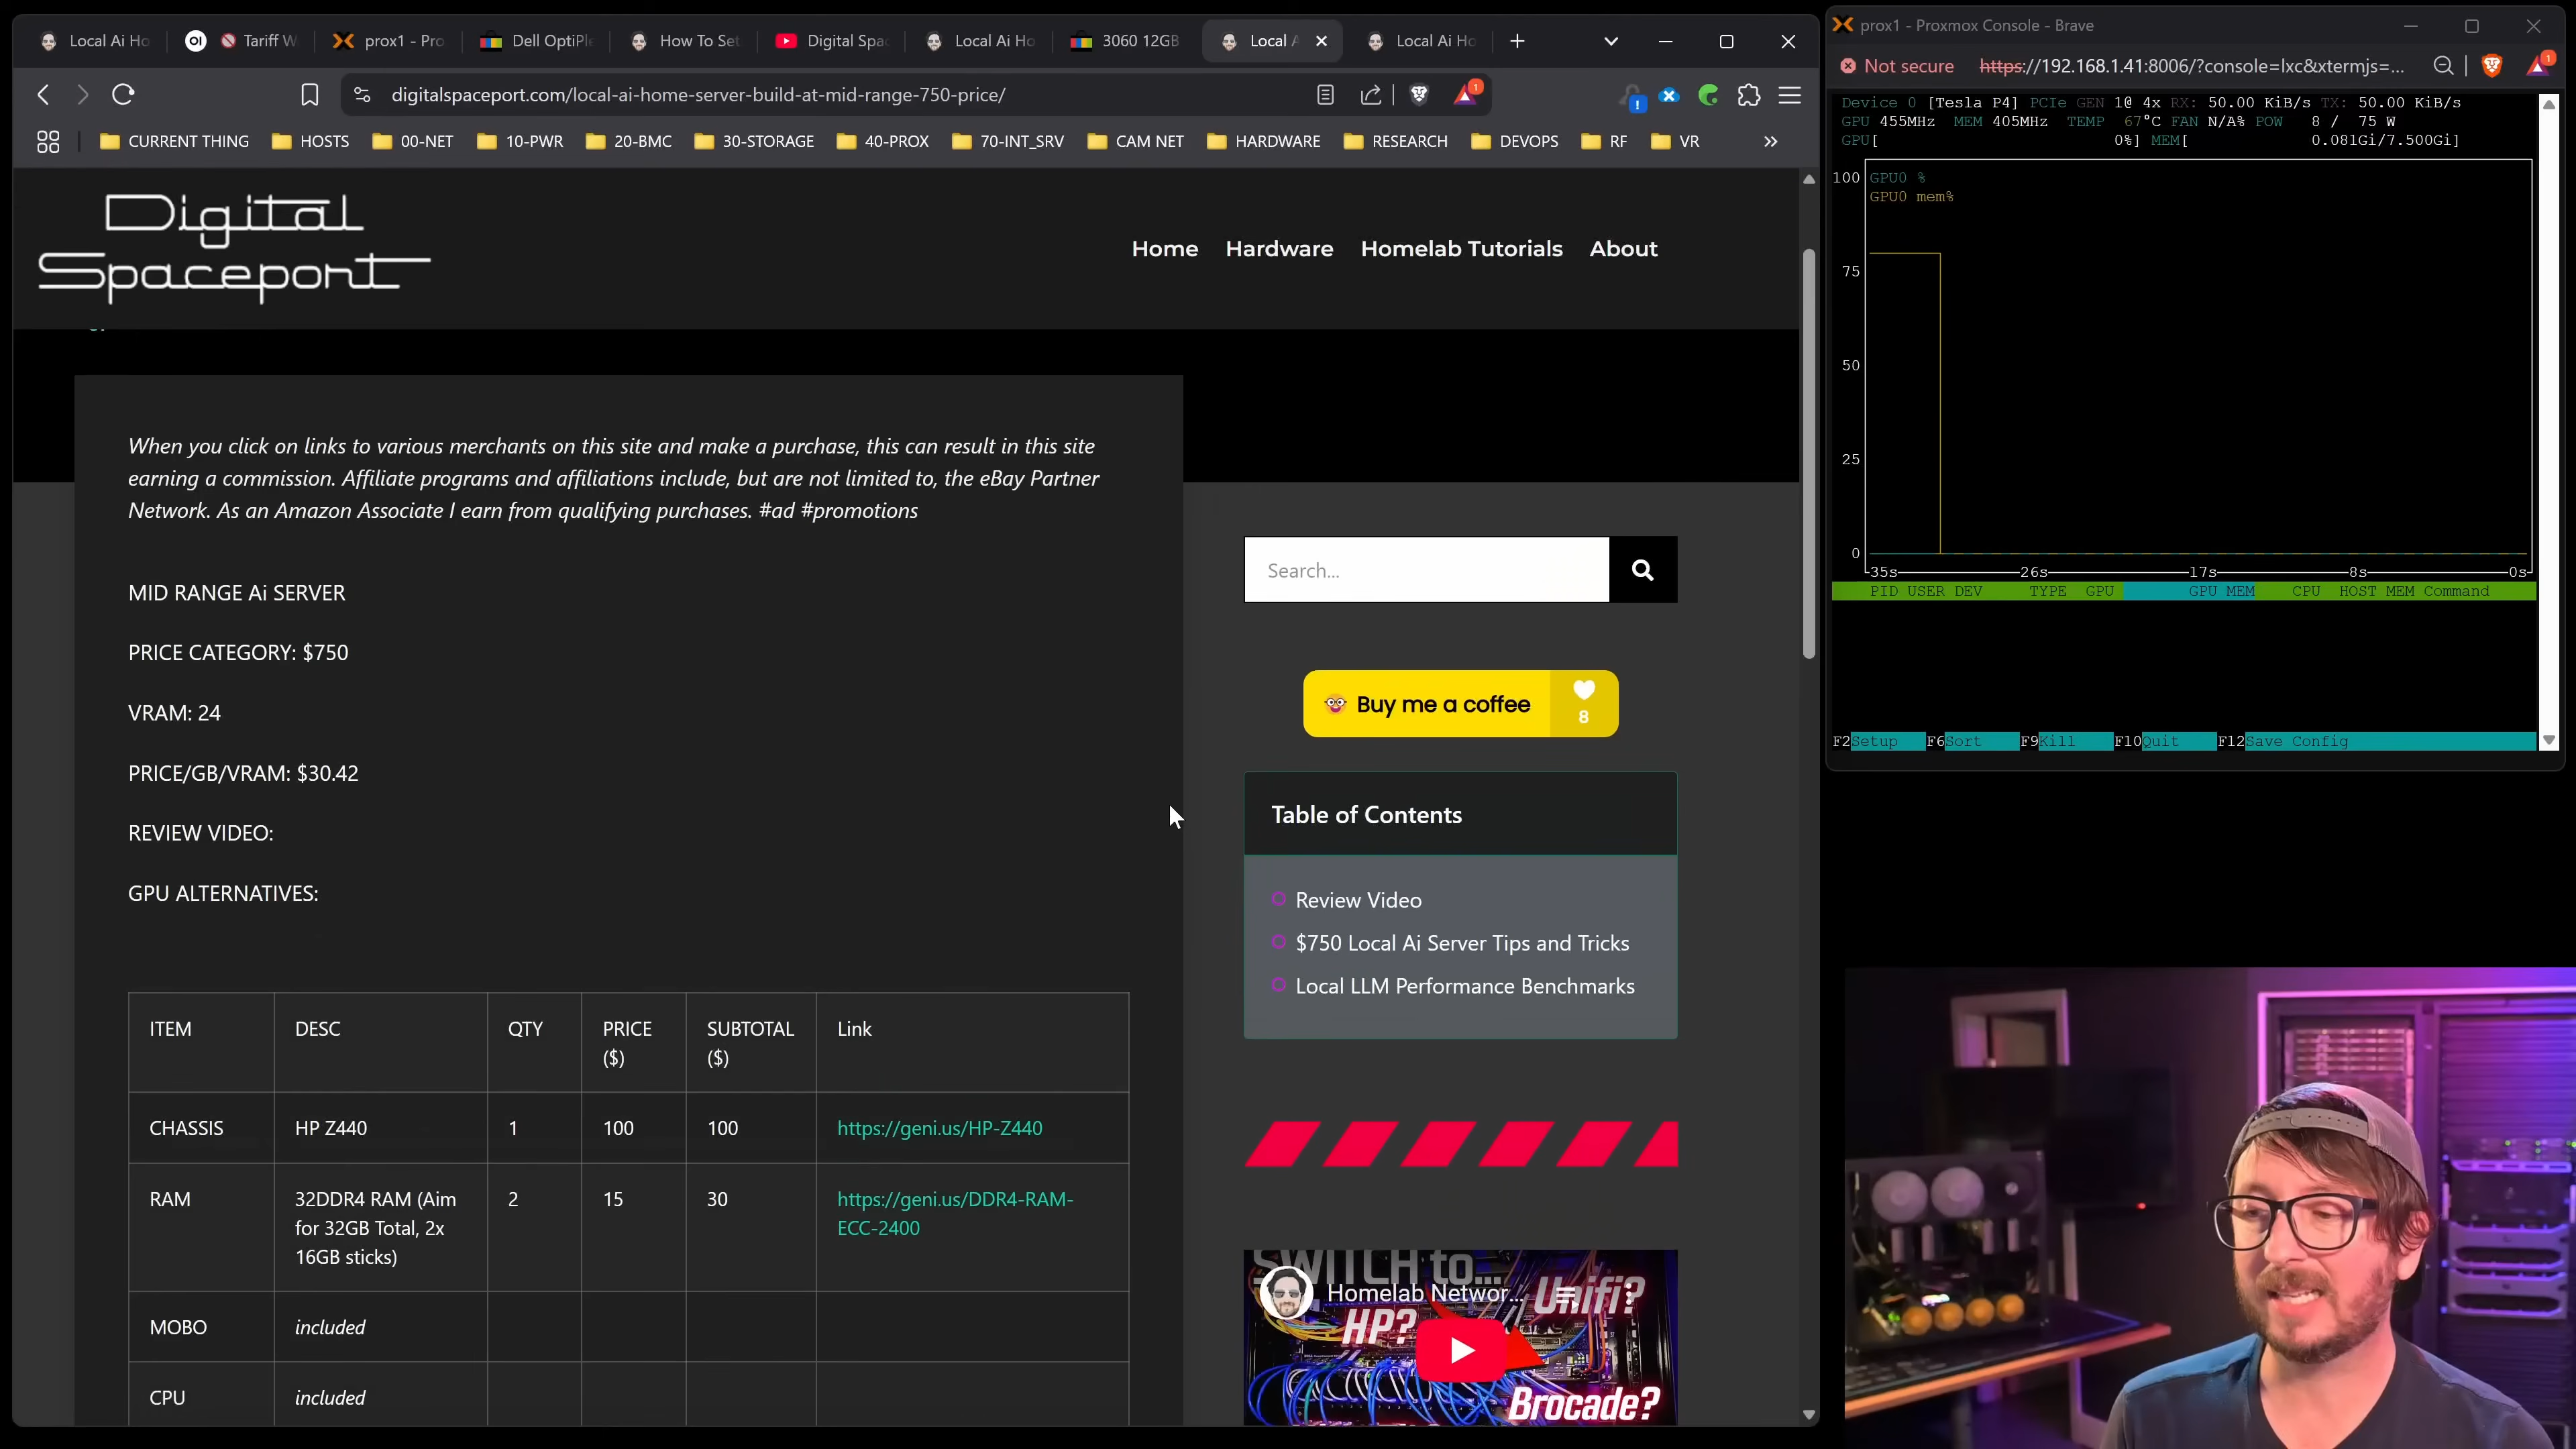 Local Ai Ho
OI
Tariff W
prox1 - Pro
Dell OptiPle
How To Set
Digital Spac
Local Ai Ho
3060 12GB
Local A
Local Ai Ho
digitalspaceport.com/local-ai-home-server-build-at-mid-range-750-price/
1
CURRENT THING
HOSTS
00-NET
10-PWR
20-BMC
30-STORAGE
40-PROX
70-INT_SRV
CAM NET
HARDWARE
RESEARCH
DEVOPS
RF
VR
Digital
Spaceport
Home
Hardware
Homelab Tutorials
About
When you click on links to various merchants on this site and make a purchase, this can result in this site
earning a commission. Affiliate programs and affiliations include, but are not limited to, the eBay Partner
Network. As an Amazon Associate I earn from qualifying purchases. #ad #promotions
MID RANGE Ai SERVER
PRICE CATEGORY: $750
VRAM: 24
PRICE/GB/VRAM: $30.42
REVIEW VIDEO:
GPU ALTERNATIVES:
ITEM DESC QTY PRICE SUBTOTAL Link
($) ($)
CHASSIS HP Z440 1 100 100 https://geni.us/HP-Z440
RAM 32DDR4 RAM (Aim 2 15 30 https://geni.us/DDR4-RAM-
for 32GB Total, 2x ECC-2400
16GB sticks)
MOBO included
CPU included
Search...
Buy me a coffee
8
Table of Contents
Review Video
$750 Local Ai Server Tips and Tricks
Local LLM Performance Benchmarks
SWITCH to...
Homelab Networ...
Unifi?
HP?
Brocade?
prox1 - Proxmox Console - Brave
Not secure https://192.168.1.41:8006/?console=lxc&xtermjs=...
1
Device 0 [Tesla P4] PCIe GEN 1@ 4x RX: 50.00 KiB/s TX: 50.00 KiB/s
GPU 455MHz MEM 405MHz TEMP 67°C FAN N/A% POW 8 / 75 W
GPU[ 0%] MEM[ 0.081Gi/7.500Gi]
100 GPU0 %
GPU0 mem%
75
50
25
0
35s 26s 17s 8s 0s
PID USER DEV TYPE GPU GPU MEM CPU HOST MEM Command
F2Setup F6Sort F9Kill F10Quit F12Save Config